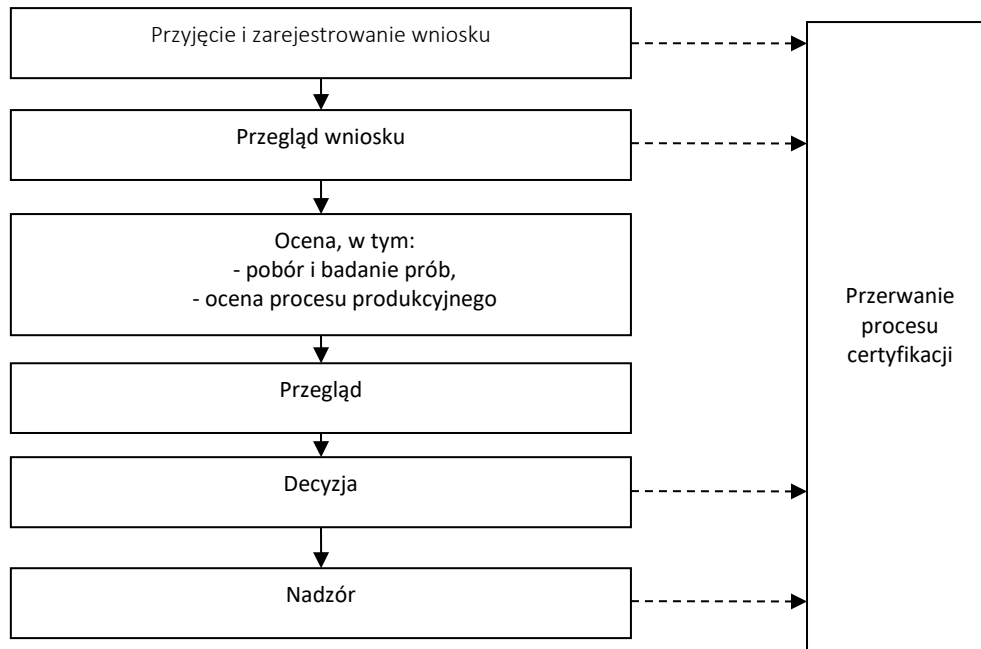 Przyjęcie i zarejestrowanie wniosku
Przegląd wniosku
Ocena, w tym:
- pobór i badanie prób,
- ocena procesu produkcyjnego
Przegląd
Decyzja
Nadzór
Przerwanie
procesu
certyfikacji